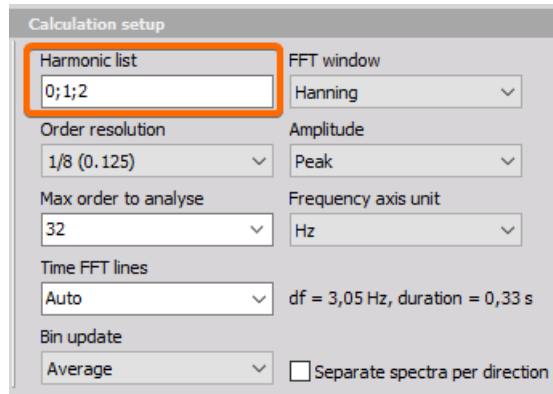 Calculation setup
Harmonic list
FFT window
0;1;2
Hanning
Order resolution
Amplitude
1/8 (0.125)
Peak
Max order to analyse
Frequency axis unit
32
Hz
Time FFT lines
Auto
df = 3,05 Hz, duration = 0,33 s
Bin update
Average
Separate spectra per direction